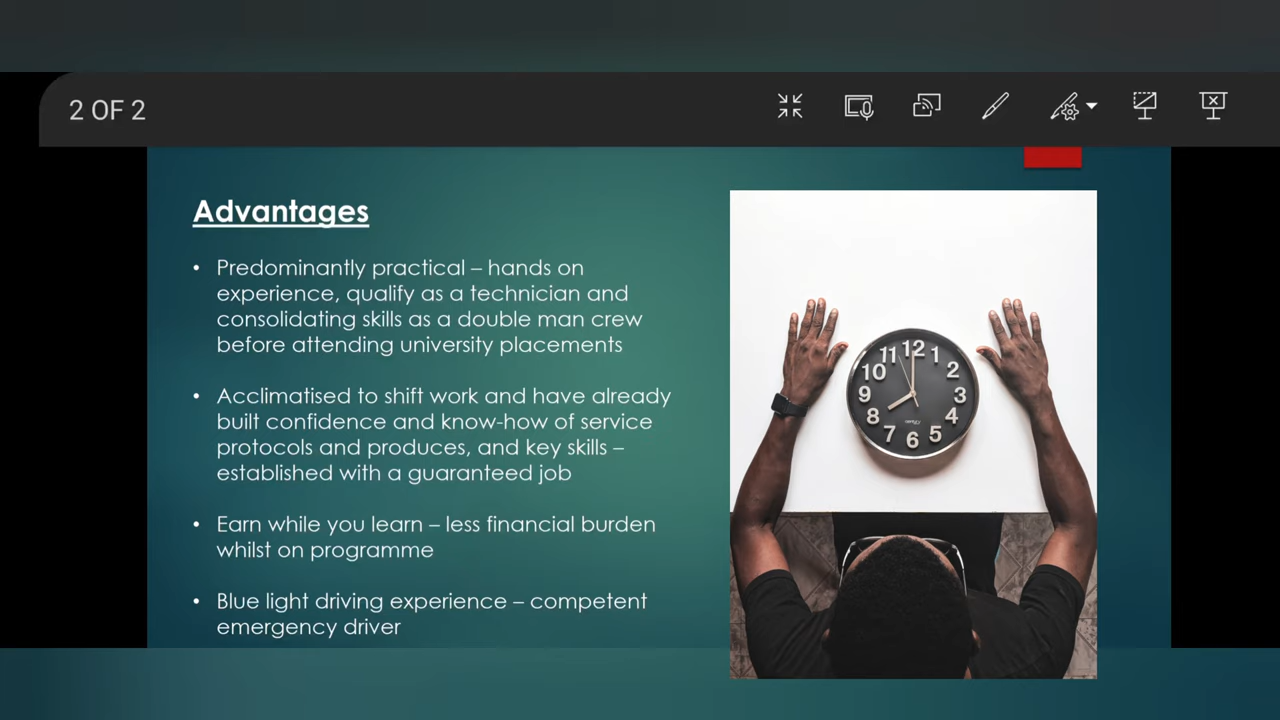 2 OF 2
Advantages
• Predominantly practical – hands on
experience, qualify as a technician and
consolidating skills as a double man crew
before attending university placements
• Acclimatised to shift work and have already
built confidence and know-how of service
protocols and produces, and key skills –
established with a guaranteed job
• Earn while you learn – less financial burden
whilst on programme
• Blue light driving experience – competent
emergency driver
12
11
1
10
2
9
3
8
4
7
5
6